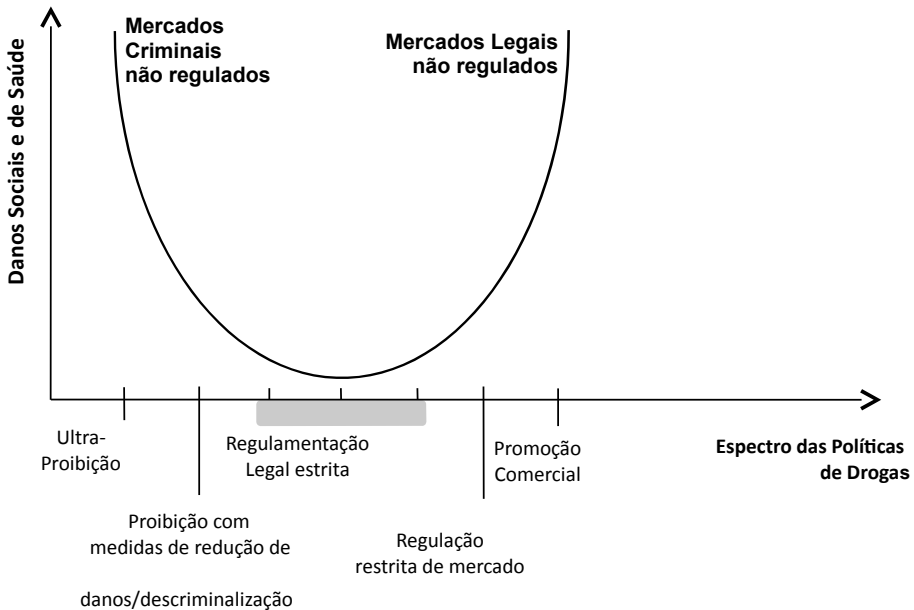 Danos Sociais e de Saúde
Mercados
Criminais
não regulados
Mercados Legais
não regulados
Ultra-
Proibição
Regulamentação
Legal estrita
Promoção
Comercial
Espectro das Políticas
de Drogas
Proibição com
medidas de redução de
danos/descriminalização
Regulação
restrita de mercado